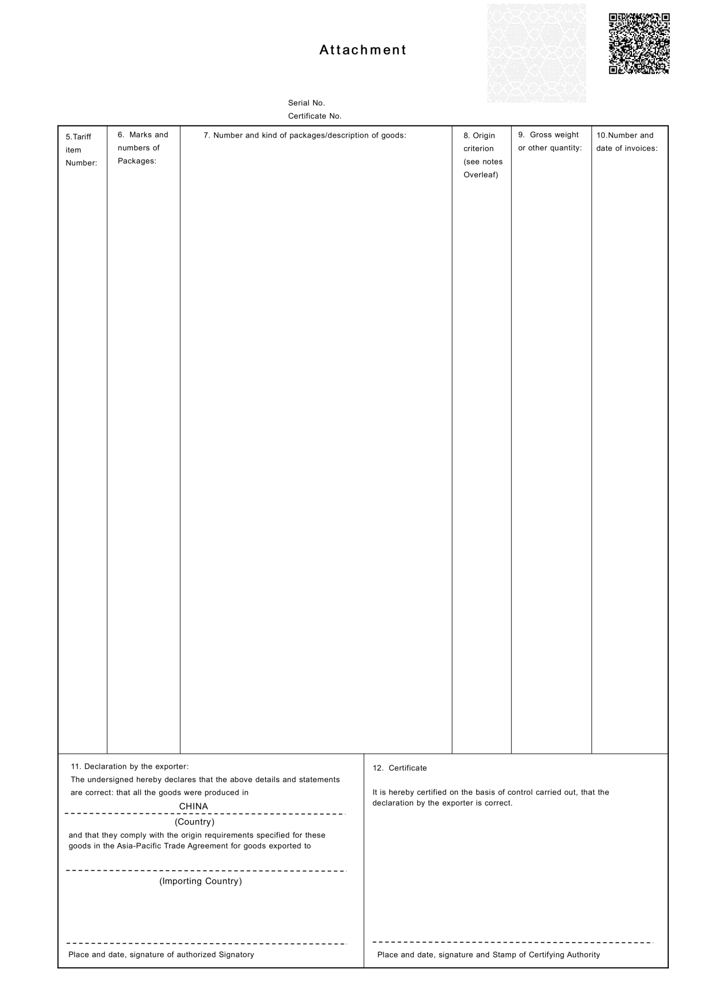 Attachment
Serial No.
Certificate No.
5.Tariff
item
Number:
6. Marks and
numbers of
Packages:
7. Number and kind of packages/description of goods:
8. Origin
criterion
(see notes
Overleaf)
9. Gross weight
or other quantity:
10.Number and
date of invoices:
11. Declaration by the exporter:
The undersigned hereby declares that the above details and statements
are correct: that all the goods were produced in
CHINA
(Country)
and that they comply with the origin requirements specified for these
goods in the Asia-Pacific Trade Agreement for goods exported to
(Importing Country)
Place and date, signature of authorized Signatory
12. Certificate
It is hereby certified on the basis of control carried out, that the
declaration by the exporter is correct.
Place and date, signature and Stamp of Certifying Authority